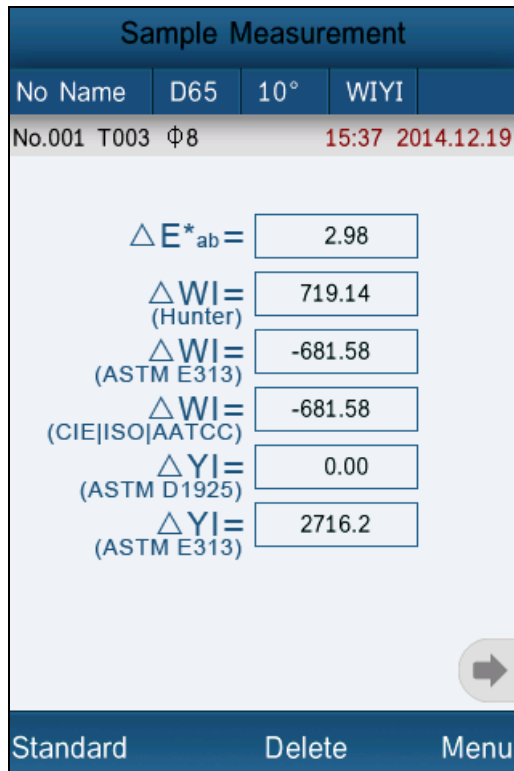 Sample Measurement
No Name D65 10° WIYI
No.001 T003 Φ8 15:37 2014.12.19
△E*ab= 2.98
△WI= 719.14
(Hunter)
△WI= -681.58
(ASTM E313)
△WI= -681.58
(CIE|ISO|AATCC)
△YI= 0.00
(ASTM D1925)
△YI= 2716.2
(ASTM E313)
Standard Delete Menu